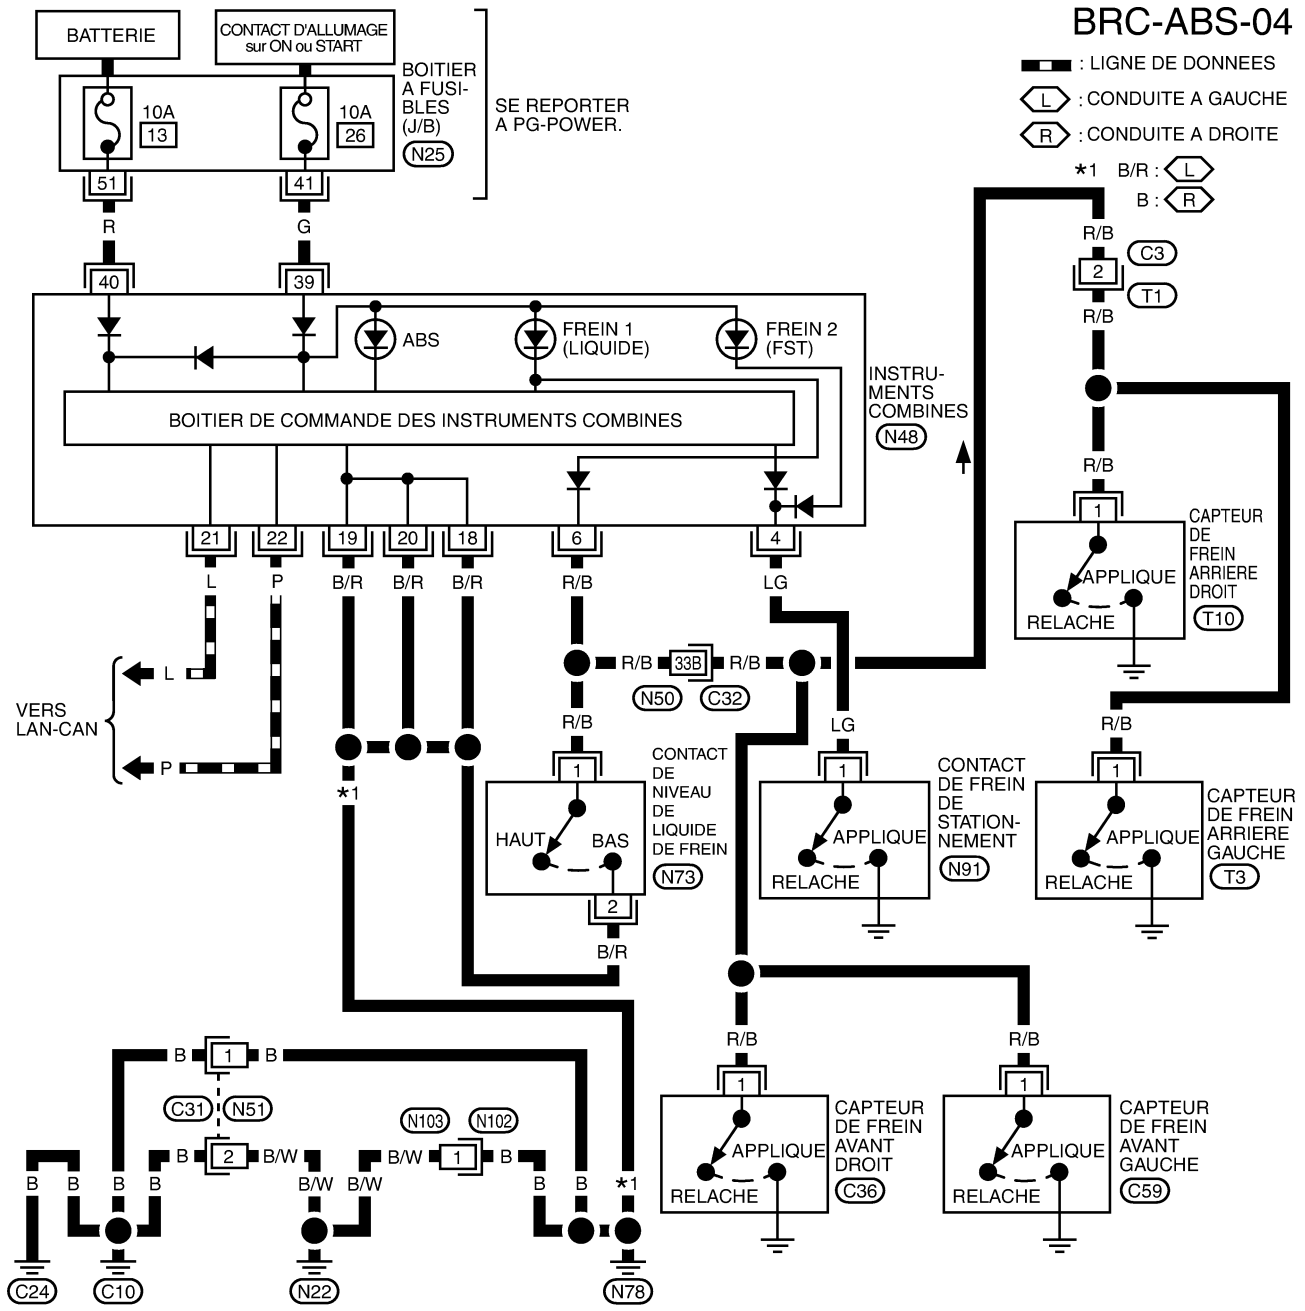 BRC-ABS-04
BATTERIE
CONTACT D'ALLUMAGE
sur ON ou START
: LIGNE DE DONNEES
L : CONDUITE A GAUCHE
R : CONDUITE A DROITE
*1 B/R : L
B : R
10A
13
10A
26
BOITIER
A FUSI-
BLES
(J/B)
N25
SE REPORTER
A PG-POWER.
51
41
R
G
40
39
R/B
C3
2
T1
R/B
ABS
FREIN 1
(LIQUIDE)
FREIN 2
(FST)
BOITIER DE COMMANDE DES INSTRUMENTS COMBINES
INSTRU-
MENTS
COMBINES
N48
R/B
1
CAPTEUR
DE
FREIN
ARRIERE
DROIT
T10
APPLIQUE
RELACHE
21
22
19
20
18
6
4
L
P
B/R
B/R
B/R
R/B
LG
VERS
LAN-CAN
L
P
R/B
33B
R/B
N50
C32
R/B
LG
R/B
*1
1
CONTACT
DE
NIVEAU
DE
LIQUIDE
DE FREIN
N73
HAUT
BAS
2
B/R
1
CONTACT
DE FREIN
DE
STATION-
NEMENT
N91
APPLIQUE
RELACHE
1
CAPTEUR
DE FREIN
ARRIERE
GAUCHE
T3
APPLIQUE
RELACHE
R/B
R/B
1
CAPTEUR
DE FREIN
AVANT
DROIT
C36
APPLIQUE
RELACHE
1
CAPTEUR
DE FREIN
AVANT
GAUCHE
C59
APPLIQUE
RELACHE
B
1
B
C31
N51
N103
N102
B
2
B/W
B/W
1
B
B
B
B
B
B/W
B/W
B
B
*1
C24
C10
N22
N78